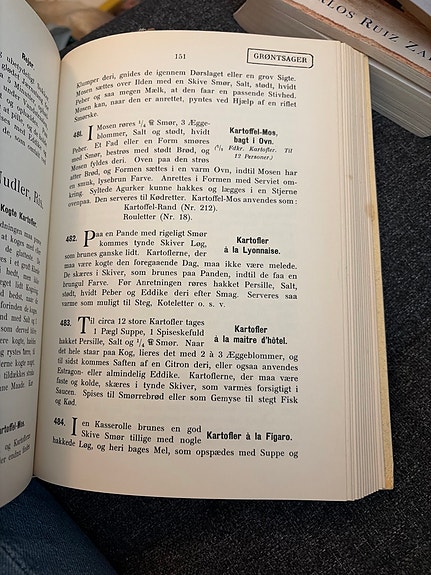 151
GRØNTSAGER
Klumper deri, guides de igennem Dørslaget eller en grov Sigte.
Mosen sættes over Ilden med en Skive Smør, Salt, stødt, hvidt
Peber og saa megen Mælk, at den faar en passende Stivhed.
Mosen kan, naar den er anrettet, pyntes ved Hjælp af en riflet
Smørske.
481. I Mosen røres ¼ ℔ Smør, 3 Ægge-
blommer, Salt og stødt, hvidt
Peber. Et Fad eller en Form smøres
med Smør, bestrøs med stødt Brød, og
Mosen fyldes deri. Oven paa den strøs
atter Brød, og Formen sættes i en varm Ovn, indtil Mosen har
en smuk, lysebrun Farve. Anrettes i Formen med Serviet om-
kring. Syltede Agurker kunne hakkes og lægges i en Stjerne
ovenpaa. Den serveres til Kødretter. Kartoffel-Mos anvendes som:
Kartoffel-Rand (Nr. 212).
Rouletter (Nr. 18).
Kartoffel-Mos,
bagt i Ovn.
Fdkr. Kartofler. Til
12 Personer.)
482. Paa en Pande med rigeligt Smør
kommes tynde Skiver Løg,
som brunes ganske lidt. Kartoflerne, der
maa være kogte den foregaaende Dag, maa ikke være melede.
De skæres i Skiver, som brunes paa Panden, indtil de faa en
brungul Farve. Før Anretningen røres hakket Persille, Salt,
stødt, hvidt Peber og Eddike deri efter Smag. Serveres saa
varme som muligt til Steg, Koteletter o. s. v.
Kartofler
à la Lyonnaise.
483. Til circa 12 store Kartofler tages
1 Pægl Suppe, 1 Spiseskefuld
hakket Persille, Salt og ¼ ℔ Smør. Naar
det hele staar paa Kog, lieres det med 2 à 3 Æggeblommer, og
til sidst kommes Saften af en Citron deri, eller ogsaa anvendes
Estragon- eller almindelig Eddike. Kartoflerne, der maa være
faste og kolde, skæres i tynde Skiver, som varmes forsigtigt i
Saucen. Spises til Smørrebrød eller som Gemyse til stegt Fisk
og Kød.
Kartofler
à la maitre d'hôtel.
484. I en Kasserolle brunes en god
Skive Smør tillige med nogle
hakkede Løg, og heri bages Mel, som opspædes med Suppe og
Kartofler à la Figaro.
RLOS RUIZ ZA
Kogte Kartofler.